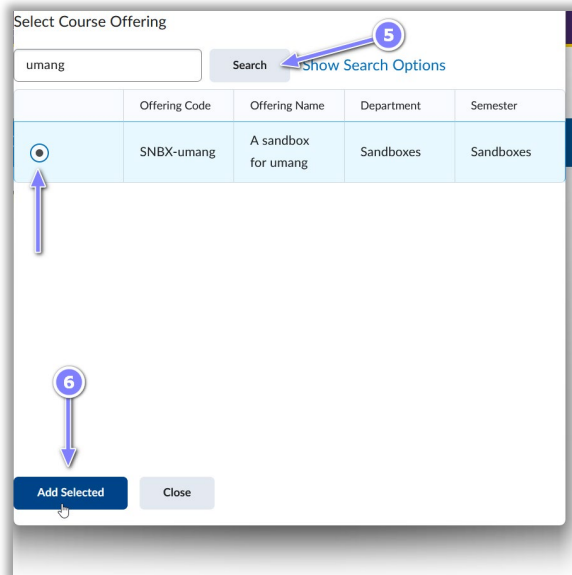 Select Course Offering
5
umang Search Show Search Options
Offering Code Offering Name Department Semester
SNBX-umang A sandbox for umang Sandboxes Sandboxes
6
Add Selected Close